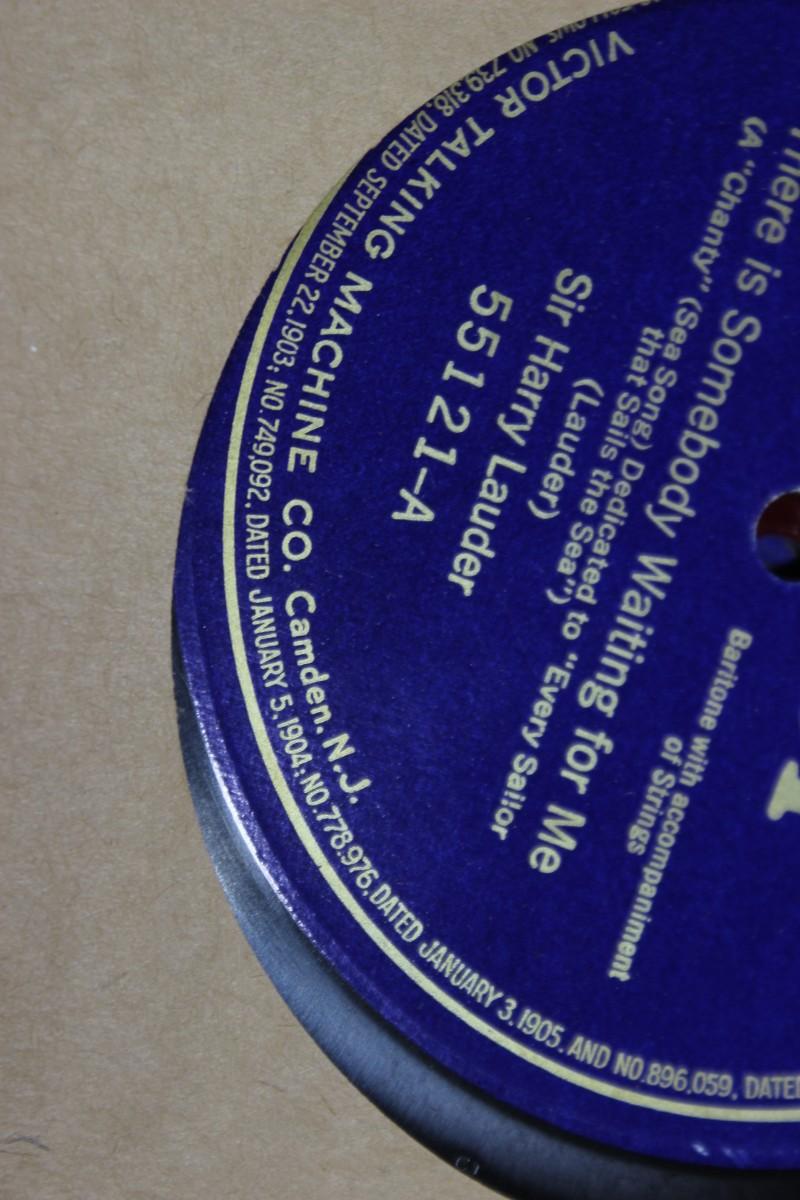 Baritone with accompaniment
of Strings
here is Somebody Waiting for Me
(A "Chanty" (Sea Song) Dedicated to "Every Sailor
that Sails the Sea")
(Lauder)
Sir Harry Lauder
55121-A
VICTOR TALKING MACHINE CO. Camden, N.J.
FOLLOWS: NO. 739,318, DATED SEPTEMBER 22, 1903; NO. 749,092, DATED JANUARY 5, 1904; NO. 778,976, DATED JANUARY 3, 1905, AND NO. 896,059, DATED